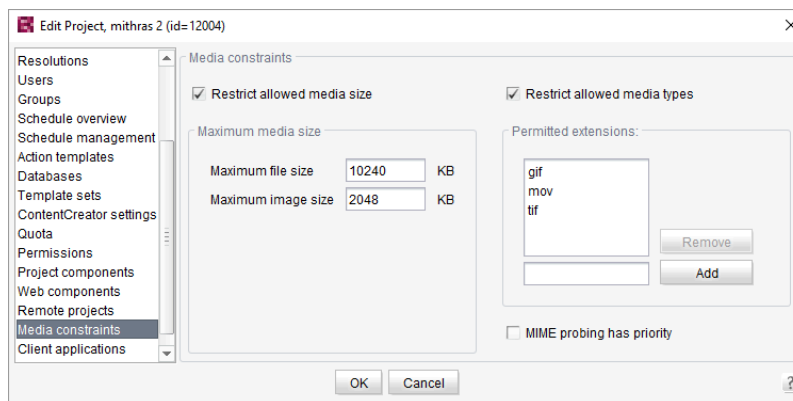 Edit Project, mithras 2 (id=12004)
Resolutions
Users
Groups
Schedule overview
Schedule management
Action templates
Databases
Template sets
ContentCreator settings
Quota
Permissions
Project components
Web components
Remote projects
Media constraints
Client applications
Media constraints
Restrict allowed media size
Restrict allowed media types
Maximum media size
Maximum file size 10240 KB
Maximum image size 2048 KB
Permitted extensions:
gif
mov
tif
Remove
Add
MIME probing has priority
OK Cancel
?